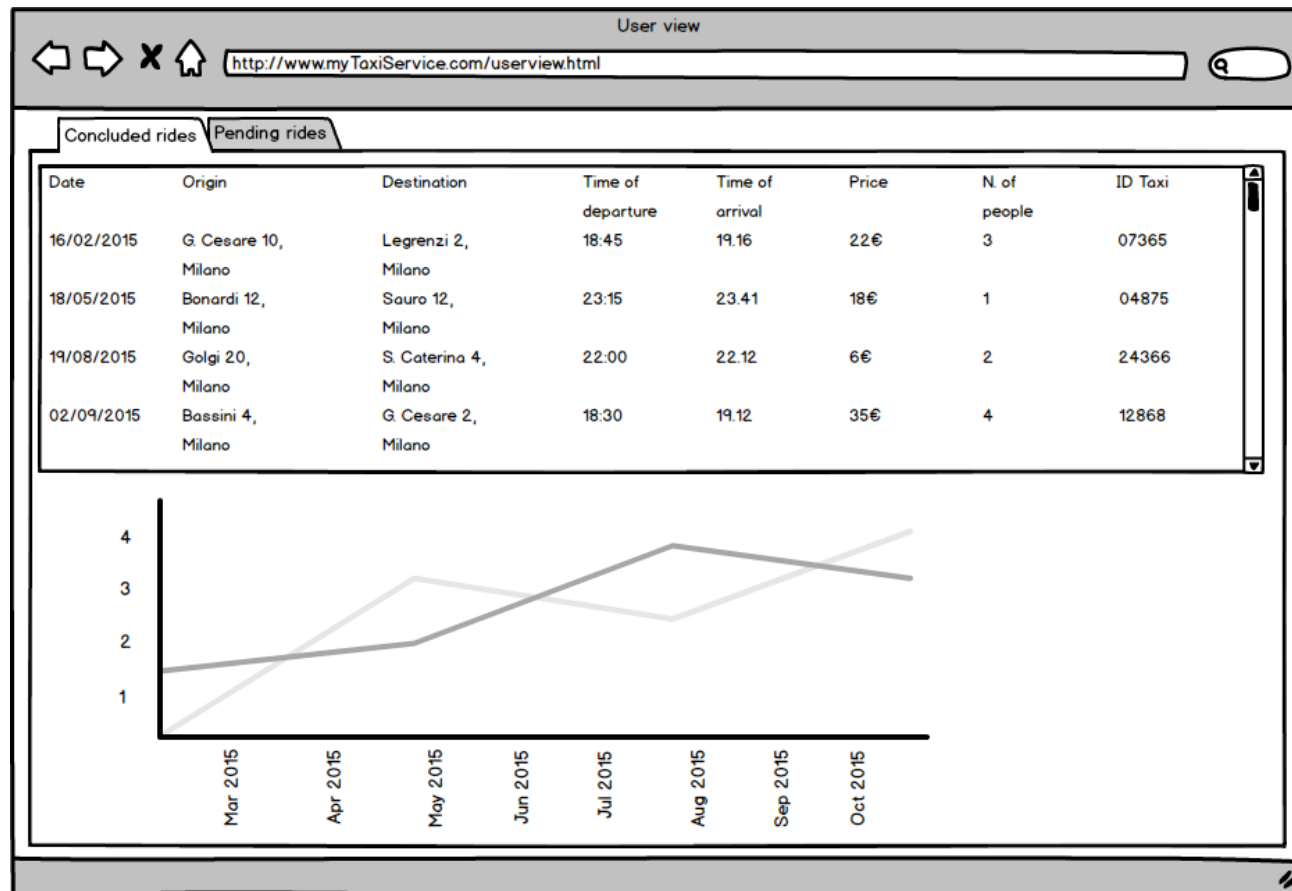 User view
http://www.myTaxiService.com/userview.html
Concluded rides Pending rides
Date Origin Destination Time of Time of Price N. of ID Taxi
departure arrival people
16/02/2015 G. Cesare 10, Legrenzi 2, 18:45 19.16 22€ 3 07365
Milano Milano
18/05/2015 Bonardi 12, Sauro 12, 23:15 23.41 18€ 1 04875
Milano Milano
19/08/2015 Golgi 20, S. Caterina 4, 22:00 22.12 6€ 2 24366
Milano Milano
02/09/2015 Bassini 4, G. Cesare 2, 18:30 19.12 35€ 4 12868
Milano Milano
4
3
2
1
Mar 2015 Apr 2015 May 2015 Jun 2015 Jul 2015 Aug 2015 Sep 2015 Oct 2015